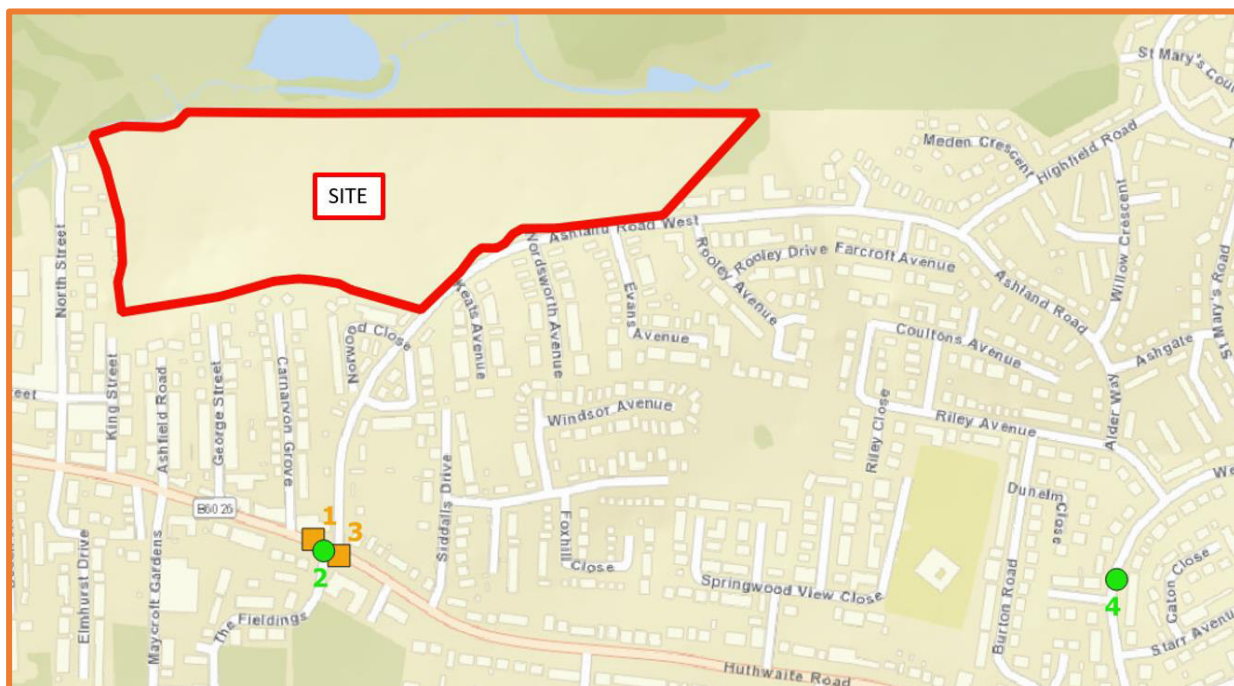 St Mary's Cou
Meden Crescent
Highfield Road
Willow Crescent
St Mary's Road
SITE
North Street
Ashland Road West
Rooley Drive
Farcroft Avenue
Rooley Avenue
Nordsworth Avenue
Keats Avenue
Evans
Avenue
Ashland Road
Norwood Close
Coultons Avenue
Ashgate
King Street
Ashfield Road
George Street
Carnarvon Grove
eet
Windsor Avenue
Riley Avenue
Alder Way
Riley Close
We
B6026
Siddalls Drive
Foxhill
Close
Dunelm
Close
1
3
2
Elmhurst Drive
Maycroft Gardens
The Fieldings
Springwood View Close
Burton Road
4
Caton Close
Starr Avenue
Huthwaite Road